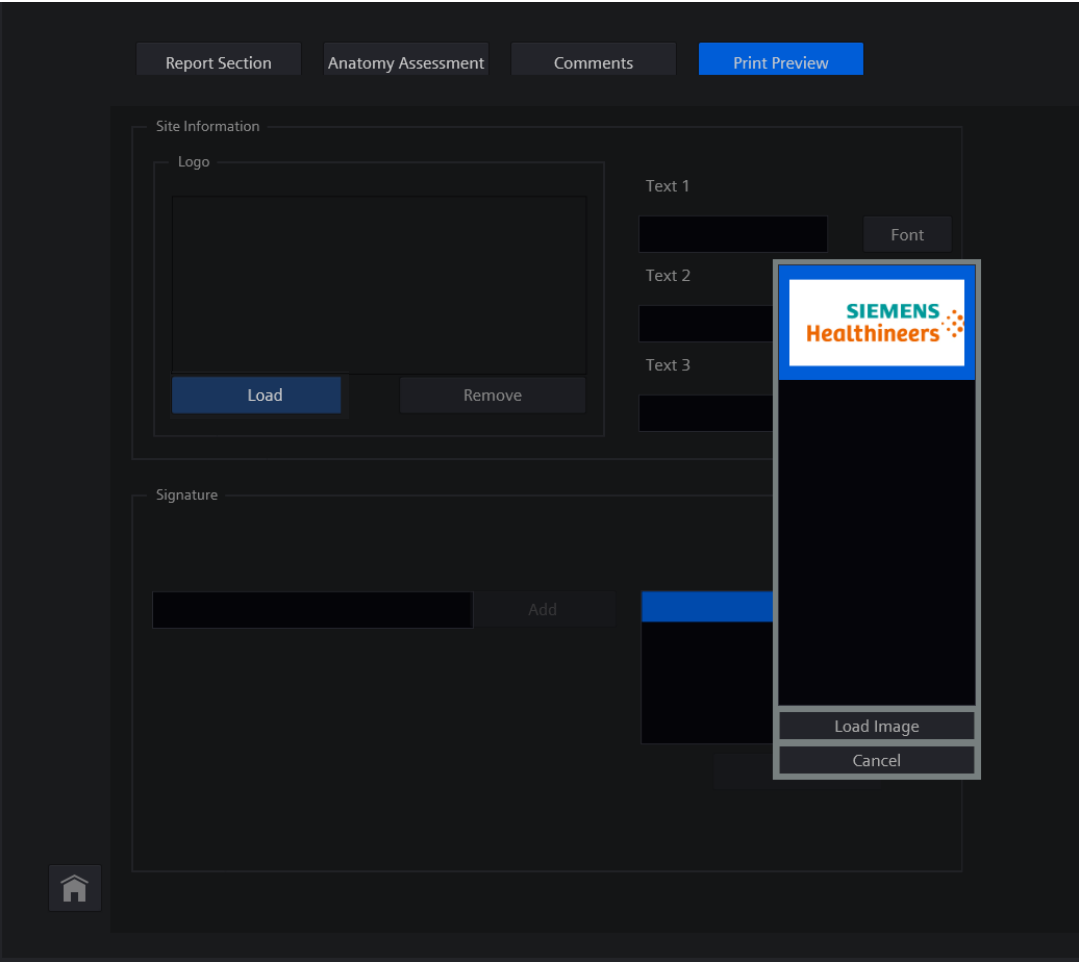 Report Section
Anatomy Assessment
Comments
Print Preview
Site Information
Logo
Text 1
Font
Text 2
SIEMENS
Healthineers
Text 3
Load
Remove
Signature
Add
Load Image
Cancel